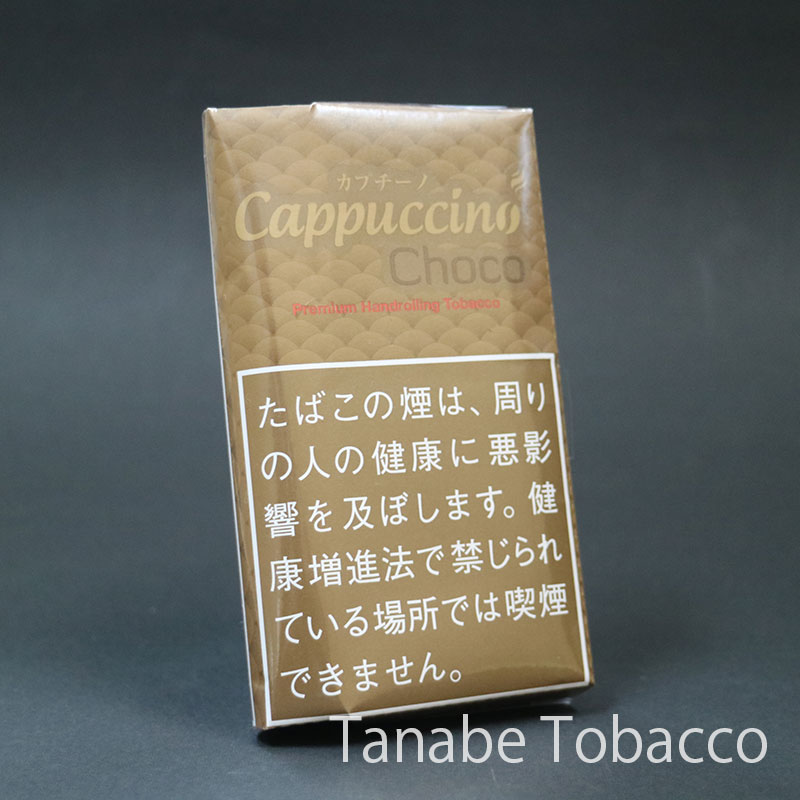 カプチーノ
Cappuccino
Choco
Premium Handrolling Tobacco
たばこの煙は、周り
の人の健康に悪影
響を及ぼします。健
康増進法で禁じられ
ている場所では喫煙
できません。
Tanabe Tobacco